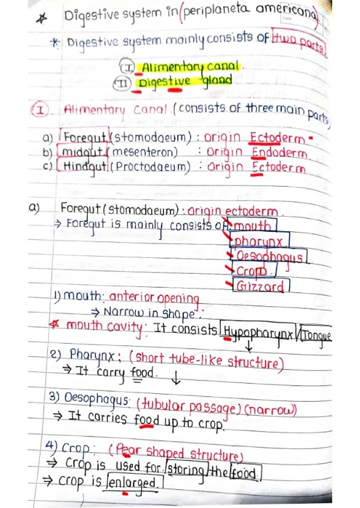 * Digestive system in (periplaneta americana)
* Digestive system mainly consists of two parts
I Alimentary canal.
II Digestive gland
I. Alimentary canal (consists of three main parts)
a) Foregut (stomodaeum) : origin Ectoderm
b) midgut (mesenteron) : origin Endoderm
c) Hindgut (Proctodaeum) : origin Ectoderm
a) Foregut (stomodaeum) : origin ectoderm.
→ Foregut is mainly consists of → mouth
pharynx
Oesophagus
Crop
Gizzard
1) mouth: anterior opening
⇒ Narrow in shape.
* mouth cavity: It consists Hypopharynx / Tongue
2) Pharynx: (short tube-like structure)
→ It carry food. ↓
3) Oesophagus: (tubular passage) (narrow)
⇒ It carries food up to crop.
4) Crop: (Pear shaped structure)
⇒ Crop is used for storing the food.
→ crop is enlarged.